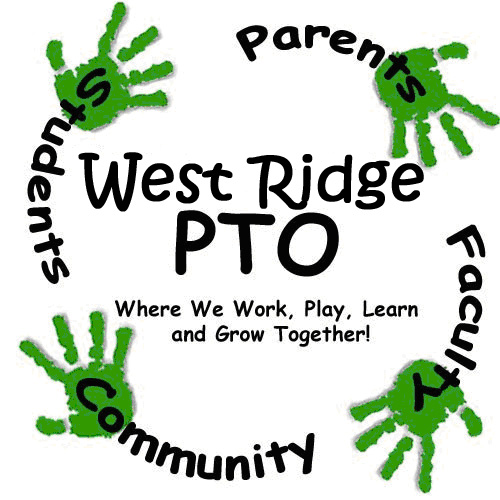 Parents
Students
West Ridge
PTO
Faculty
Where We Work, Play, Learn
and Grow Together!
Community